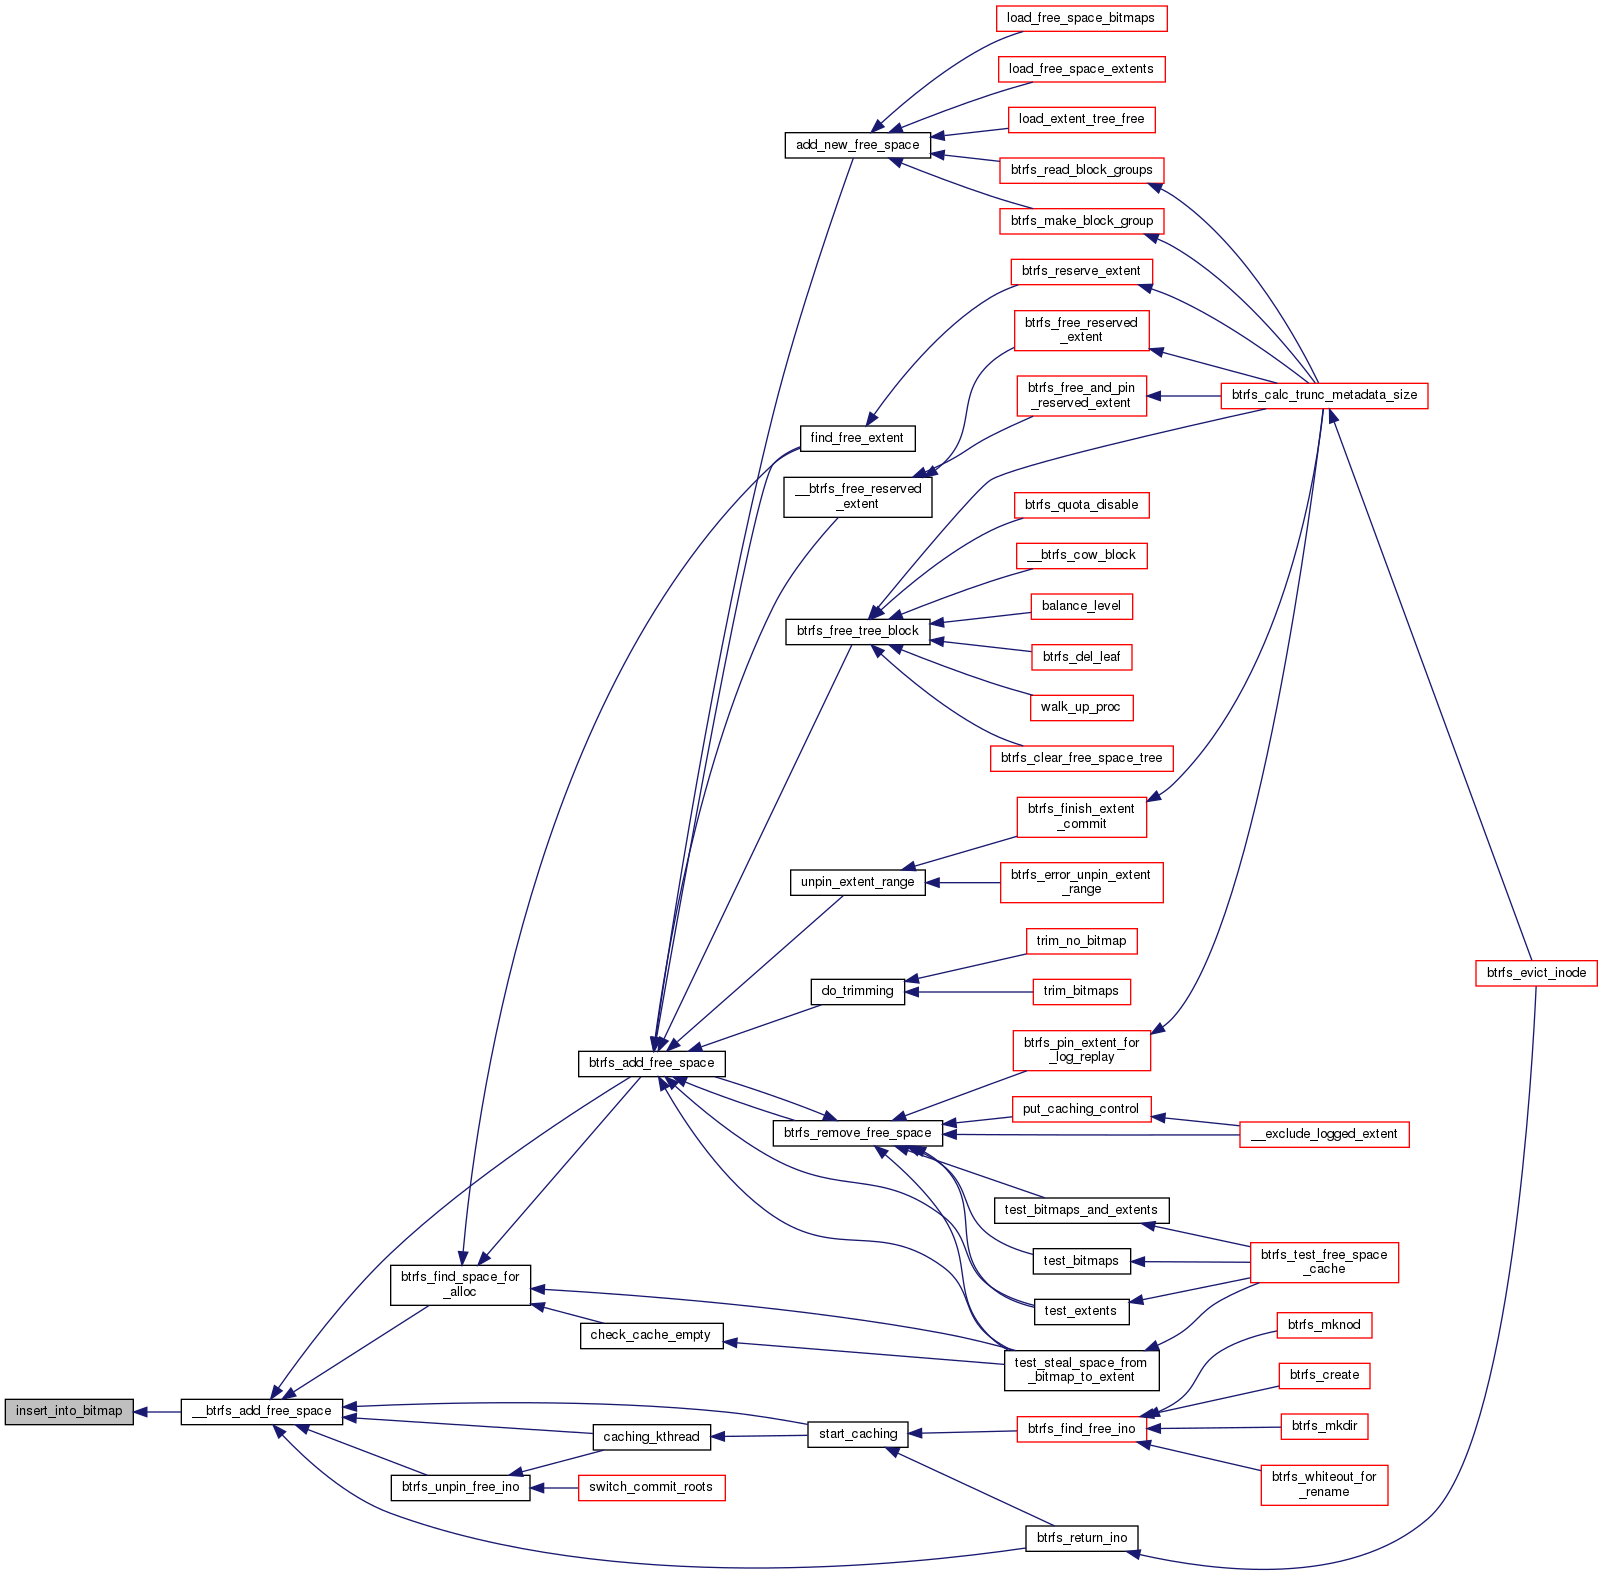 load_free_space_bitmaps
load_free_space_extents
load_extent_tree_free
add_new_free_space
btrfs_read_block_groups
btrfs_make_block_group
btrfs_reserve_extent
btrfs_free_reserved
_extent
btrfs_free_and_pin
_reserved_extent
btrfs_calc_trunc_metadata_size
find_free_extent
__btrfs_free_reserved
_extent
btrfs_quota_disable
__btrfs_cow_block
balance_level
btrfs_free_tree_block
btrfs_del_leaf
walk_up_proc
btrfs_clear_free_space_tree
btrfs_finish_extent
_commit
unpin_extent_range
btrfs_error_unpin_extent
_range
trim_no_bitmap
do_trimming
trim_bitmaps
btrfs_evict_inode
btrfs_pin_extent_for
_log_replay
btrfs_add_free_space
put_caching_control
btrfs_remove_free_space
__exclude_logged_extent
test_bitmaps_and_extents
test_bitmaps
btrfs_test_free_space
_cache
btrfs_find_space_for
_alloc
test_extents
check_cache_empty
btrfs_mknod
test_steal_space_from
_bitmap_to_extent
btrfs_create
insert_into_bitmap
__btrfs_add_free_space
caching_kthread
start_caching
btrfs_find_free_ino
btrfs_mkdir
btrfs_unpin_free_ino
switch_commit_roots
btrfs_whiteout_for
_rename
btrfs_return_ino